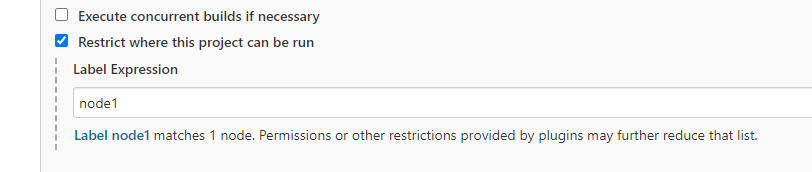 Execute concurrent builds if necessary
Restrict where this project can be run
Label Expression
node1
Label node1 matches 1 node. Permissions or other restrictions provided by plugins may further reduce that list.